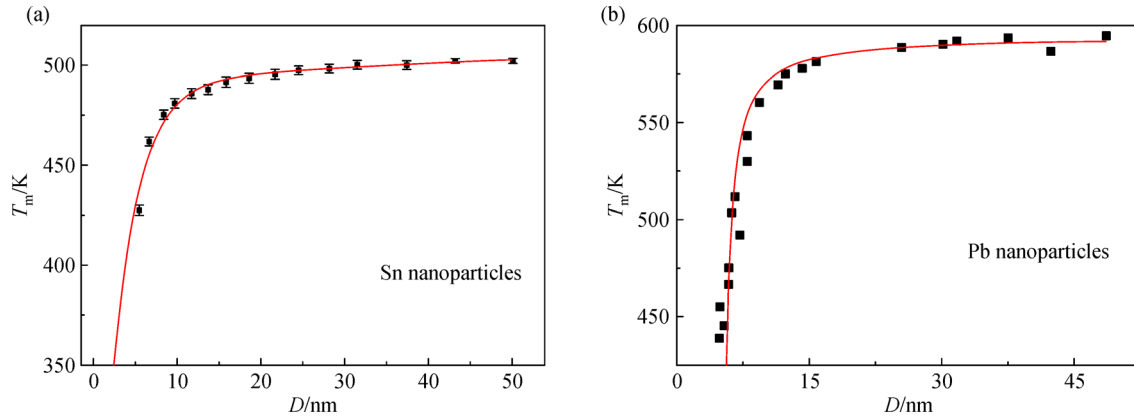 (a)
500
450
400
350
Tm/K
Sn nanoparticles
0 10 20 30 40 50
D/nm
(b)
600
550
500
450
Tm/K
Pb nanoparticles
0 15 30 45
D/nm